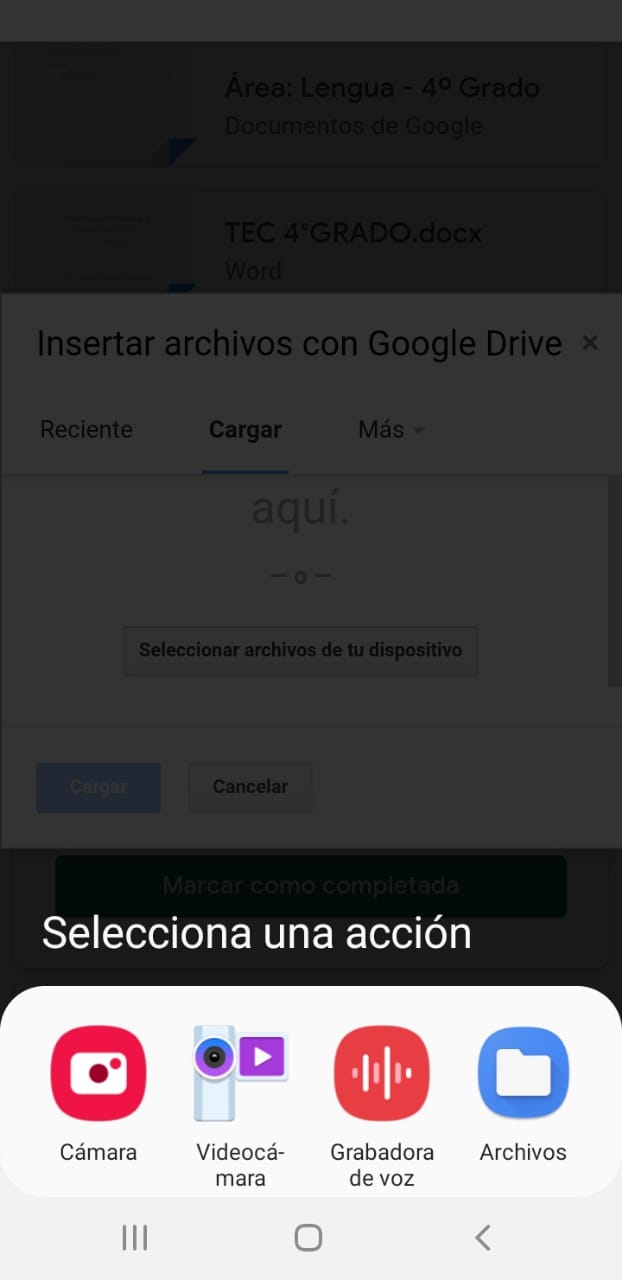 Área: Lengua - 4º Grado
Documentos de Google
TEC 4°GRADO.docx
Word
Insertar archivos con Google Drive ×
Reciente Cargar Más
aquí.
— o —
Seleccionar archivos de tu dispositivo
Cargar Cancelar
Marcar como completada
Selecciona una acción
Cámara Videocá- Grabadora Archivos
mara de voz